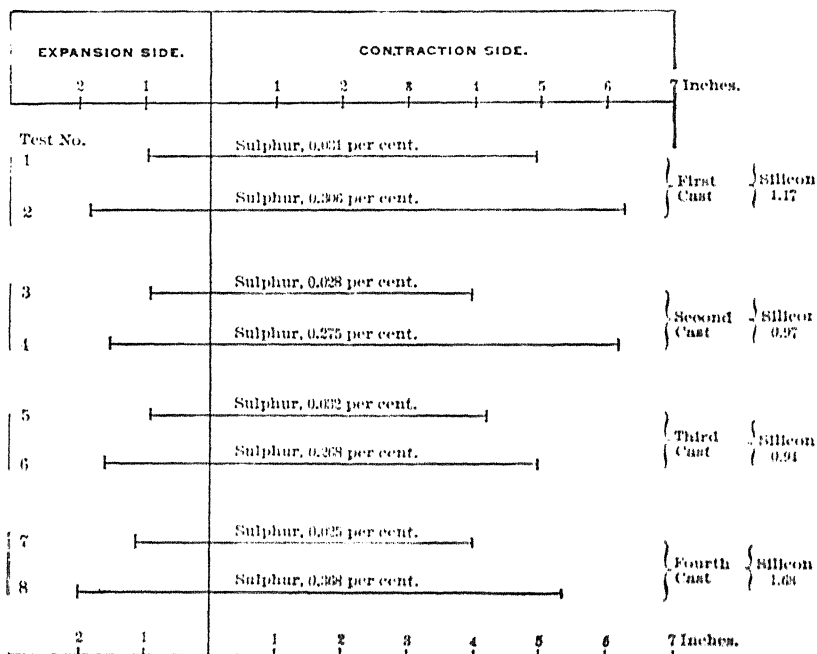 EXPANSION SIDE. CONTRACTION SIDE.
2 1 1 2 3 4 5 6 7 Inches.
Test No.
1 Sulphur, 0.031 per cent.
2 Sulphur, 0.306 per cent.
First Cast
Silicon 1.17
3 Sulphur, 0.028 per cent.
4 Sulphur, 0.275 per cent.
Second Cast
Silicon 0.97
5 Sulphur, 0.032 per cent.
6 Sulphur, 0.268 per cent.
Third Cast
Silicon 0.94
7 Sulphur, 0.025 per cent.
8 Sulphur, 0.368 per cent.
Fourth Cast
Silicon 1.68
2 1 1 2 3 4 5 6 7 Inches.